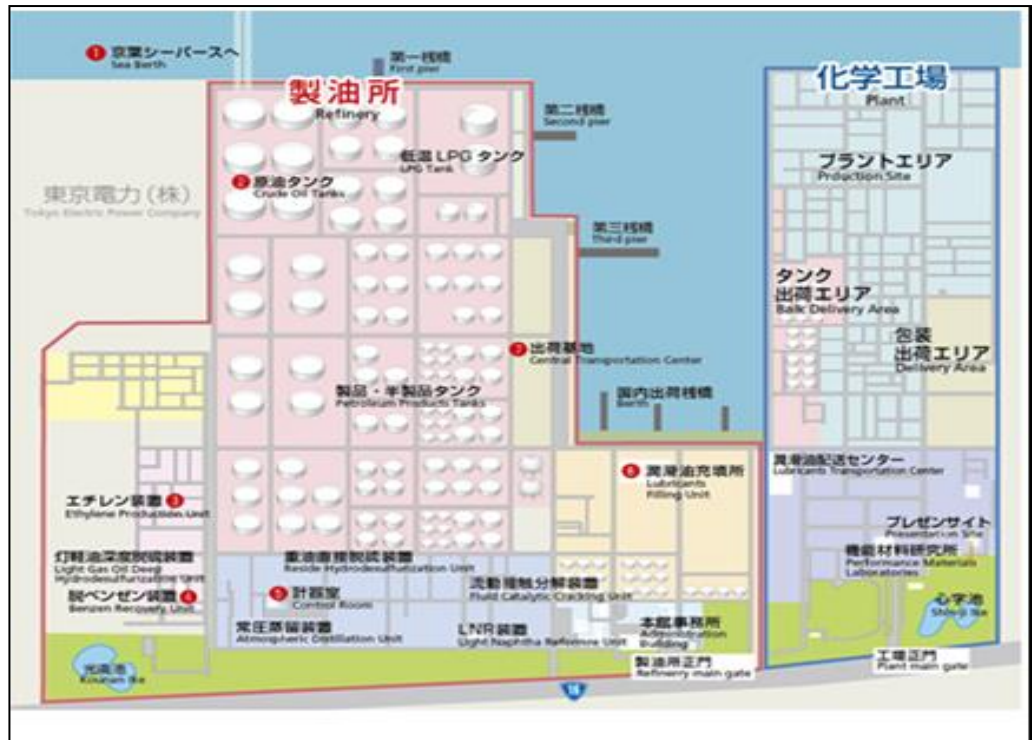 1 京葉シーバースへ
Sea Berth
第一桟橋
First pier
製油所
Refinery
化学工場
Plant
第二桟橋
Second pier
低温LPGタンク
LPG Tank
プラントエリア
Prduction Site
2 原油タンク
Crude Oil Tanks
東京電力(株)
Tokyo Electric Power Company
第三桟橋
Third pier
タンク
出荷エリア
Balk Delivery Area
包装
出荷エリア
Delivery Area
7 出荷基地
Central Transportation Center
製品・半製品タンク
Petroleum Products Tanks
国内出荷桟橋
Berth
6 潤滑油充填所
Lubricants
Filling Unit
潤滑油配送センター
Lubricants Transportation Center
エチレン装置 3
Ethylene Production Unit
プレゼンサイト
Presentation Site
灯軽油深度脱硫装置
Light Gas Oil Deep
Hydrodesulfurization Unit
重油直接脱硫装置
Reside Hydrodesulfurization Unit
機能材料研究所
Performance Materials
Laboratories
脱ベンゼン装置 4
Benzen Recovery Unit
5 計器室
Control Room
流動接触分解装置
Fluid Catalytic Cracking Unit
心字池
Shinji Ike
常圧蒸留装置
Atmospheric Distillation Unit
LNR装置
Light Naphtha Reformre Unit
本館事務所
Administration
Building
製油所正門
Refinery main gate
工場正門
Plant main gate
Kounan Ike
16